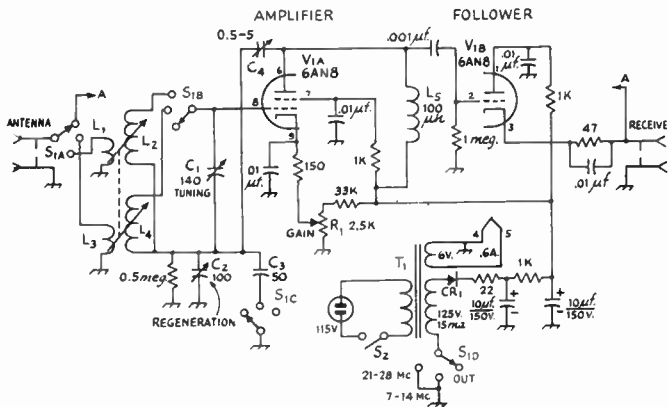 AMPLIFIER
FOLLOWER
0.5-5
C4
.001µf.
V1A
6AN8
V1B
6AN8
.01
µf.
S1B
A
ANTENNA
L1
L2
S1A
6
7
8
9
.01µf.
L5
100
µh
1
2
3
1K
A
47
RECEIVE
.01µf
1 meg.
C1
140
TUNING
.01
µf.
150
1K
33K
GAIN
R1 2.5K
L3
L4
0.5meg.
C2
100
C3
50
REGENERATION
S1C
T1
4
5
6V.
.6A.
CR1
22
1K
115V
125V.
15ma
10µf.
150V.
10µf.
150V.
S2
S1D
21-28 Mc
OUT
7-14 Mc